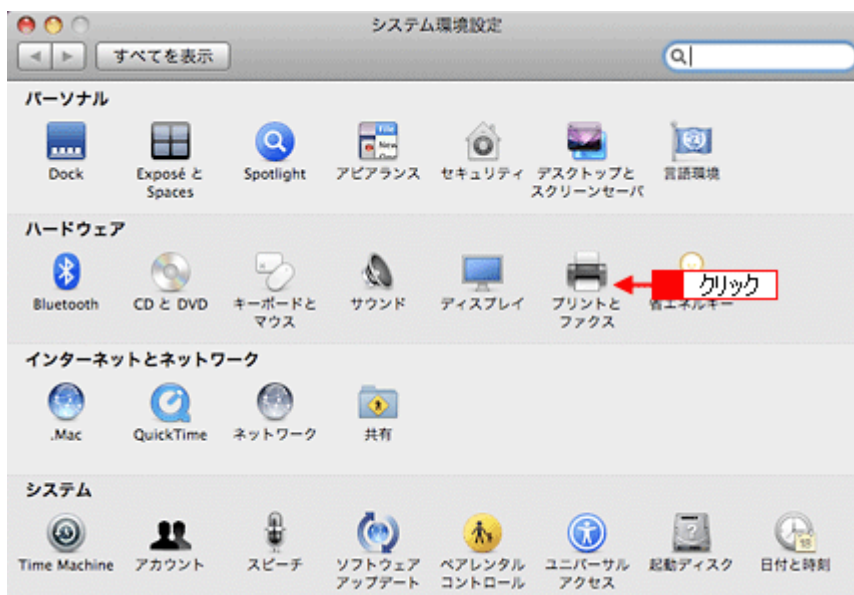 システム環境設定
すべてを表示
パーソナル
Dock
Exposé と
Spaces
Spotlight
アピアランス
セキュリティ
デスクトップと
スクリーンセーバ
言語環境
ハードウェア
Bluetooth
CD と DVD
キーボードと
マウス
サウンド
ディスプレイ
プリントと
ファクス
クリック
省エネルギー
インターネットとネットワーク
.Mac
QuickTime
ネットワーク
共有
システム
Time Machine
アカウント
スピーチ
ソフトウェア
アップデート
ペアレンタル
コントロール
ユニバーサル
アクセス
起動ディスク
日付と時刻